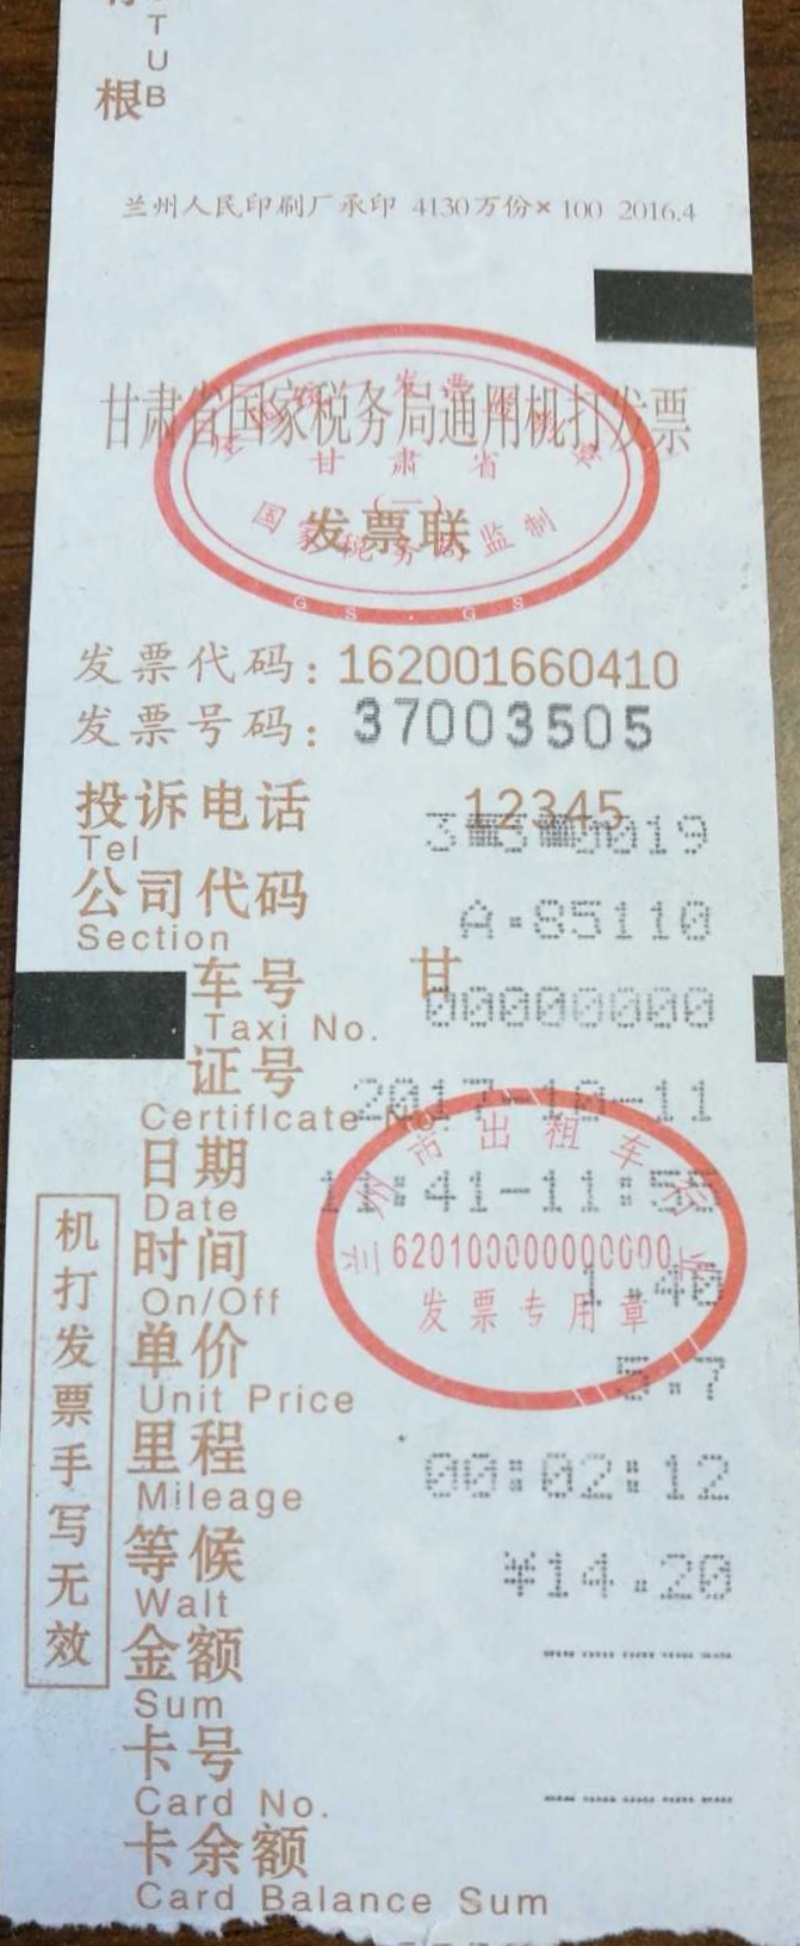 T
U
根B
兰州人民印刷厂承印 4130万份×100 2016.4
甘肃省国家税务局通用机打发票
全国统一发票监制章
甘肃省
(一)
发票联
国家税务局监制
GS·GS
发票代码:162001660410
发票号码:37003505
投诉电话 12345
Tel
0019
公司代码 A·85110
Section
车号 甘
Taxi No. 00000000
证号
Certificate No 2017-10-11
兰州市出租车
日期 11:41-11:5
Date
620100000000000
时间 1.40
On/Off
发票专用章
单价 5.7
Unit Price
里程 00:02:12
Mileage
等候 ¥14.20
Wait
金额
Sum
卡号
Card No.
卡余额
Card Balance Sum
机打发票手写无效